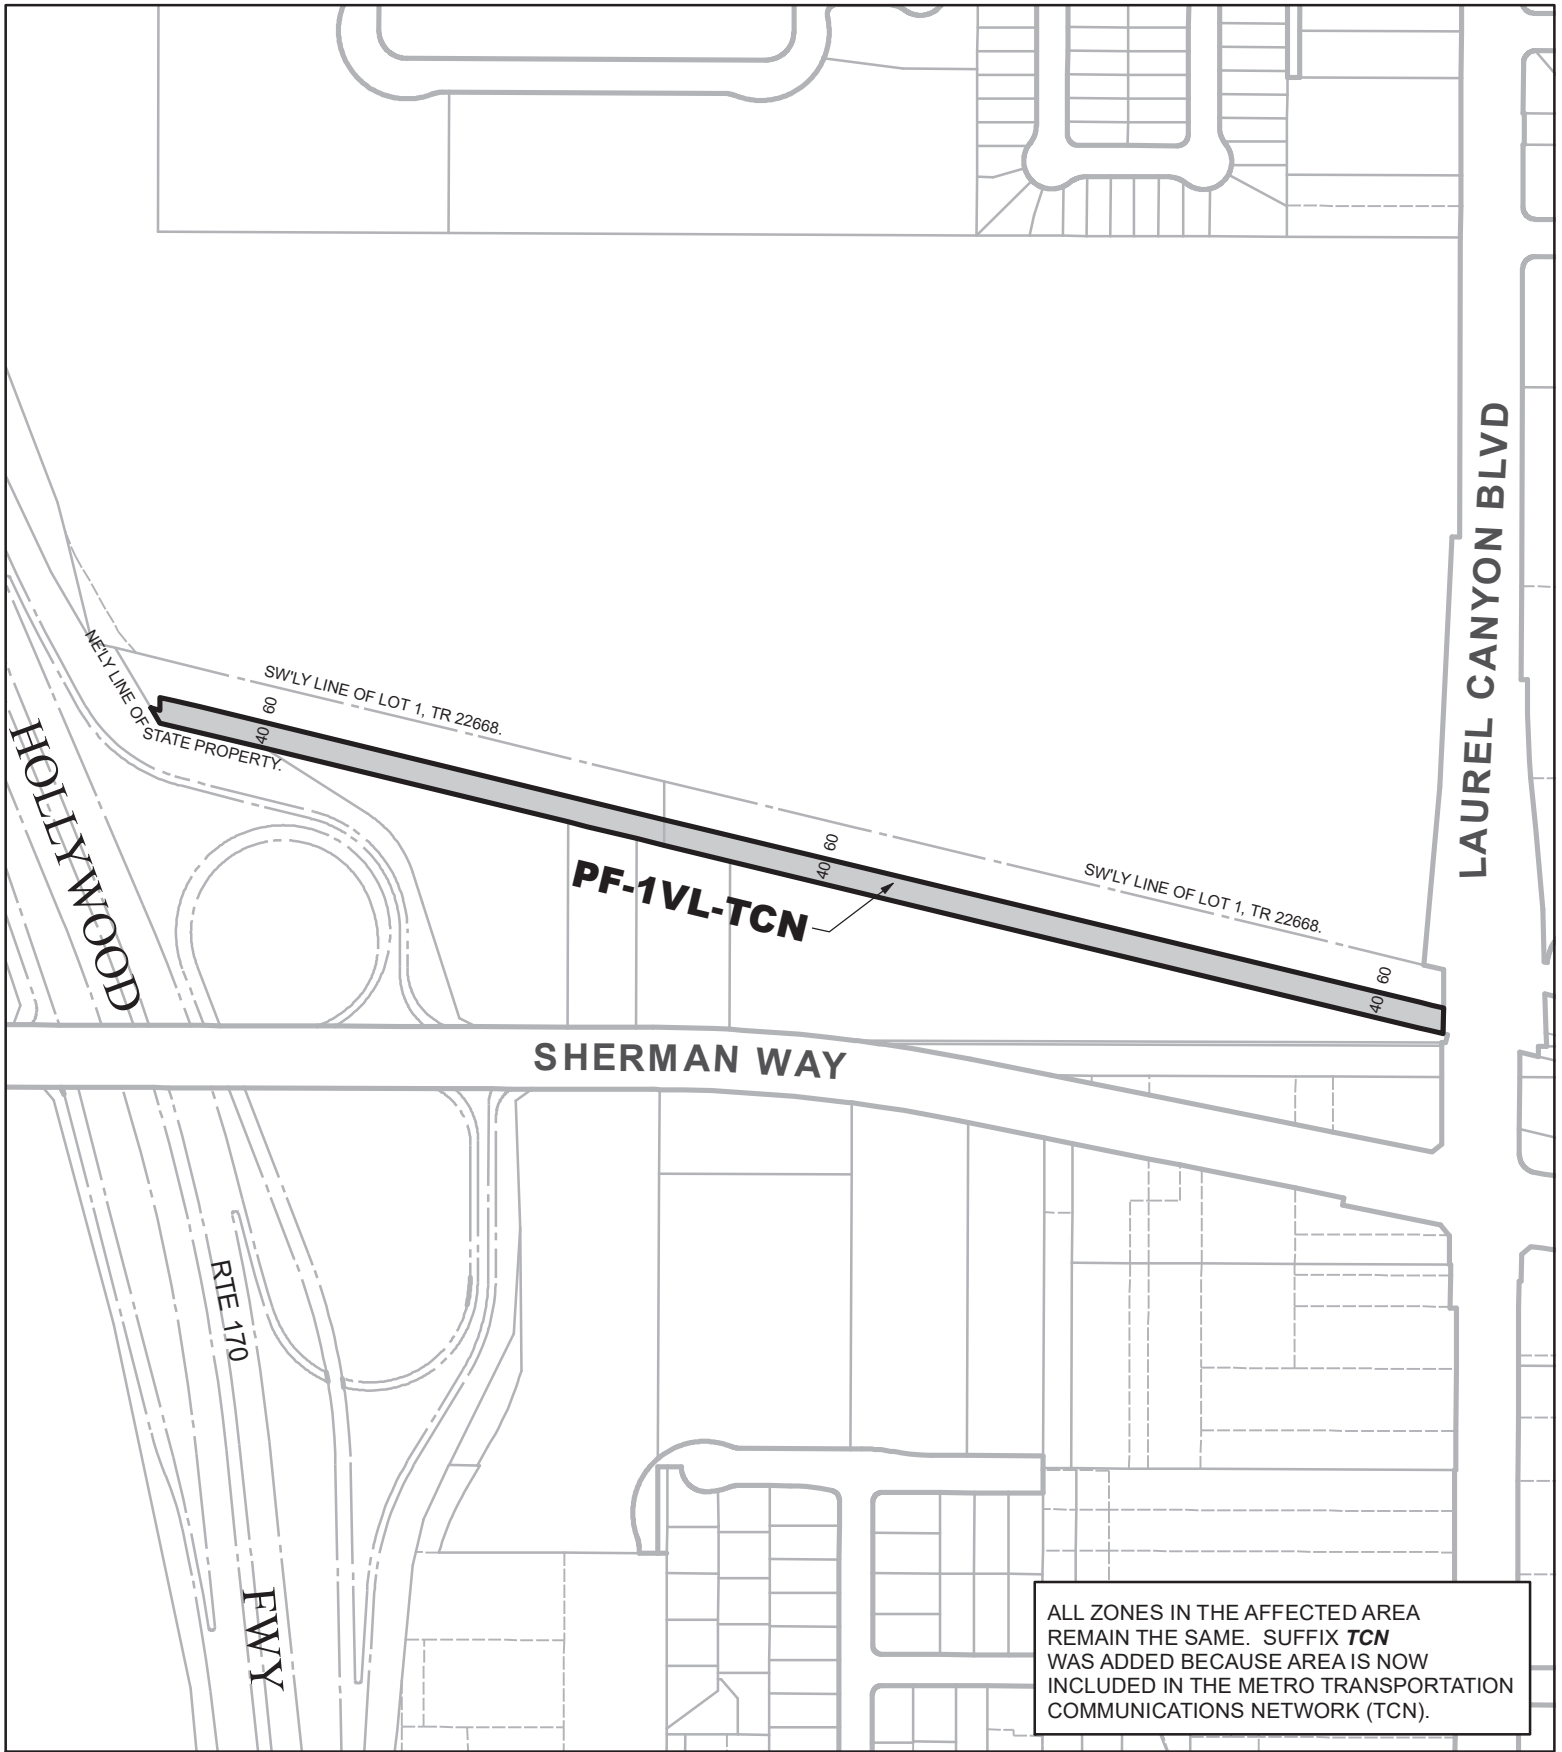 LAUREL CANYON BLVD
NE'LY LINE OF
STATE PROPERTY.
SW'LY LINE OF LOT 1, TR 22668.
60
40
HOLLYWOOD
60
40
PF-1VL-TCN
SW'LY LINE OF LOT 1, TR 22668.
60
40
SHERMAN WAY
RTE 170
FWY
ALL ZONES IN THE AFFECTED AREA
REMAIN THE SAME. SUFFIX TCN
WAS ADDED BECAUSE AREA IS NOW
INCLUDED IN THE METRO TRANSPORTATION
COMMUNICATIONS NETWORK (TCN).